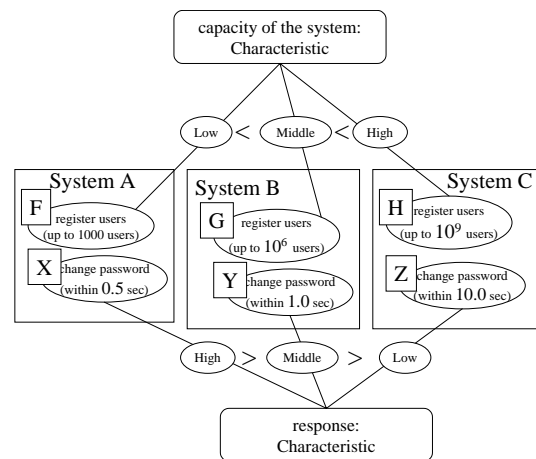 capacity of the system:
Characteristic
Low < Middle < High
System A
F
register users
(up to 1000 users)
X
change password
(within 0.5 sec)
System B
G
register users
(up to 10⁶ users)
Y
change password
(within 1.0 sec)
System C
H
register users
(up to 10⁹ users)
Z
change password
(within 10.0 sec)
High > Middle > Low
response:
Characteristic